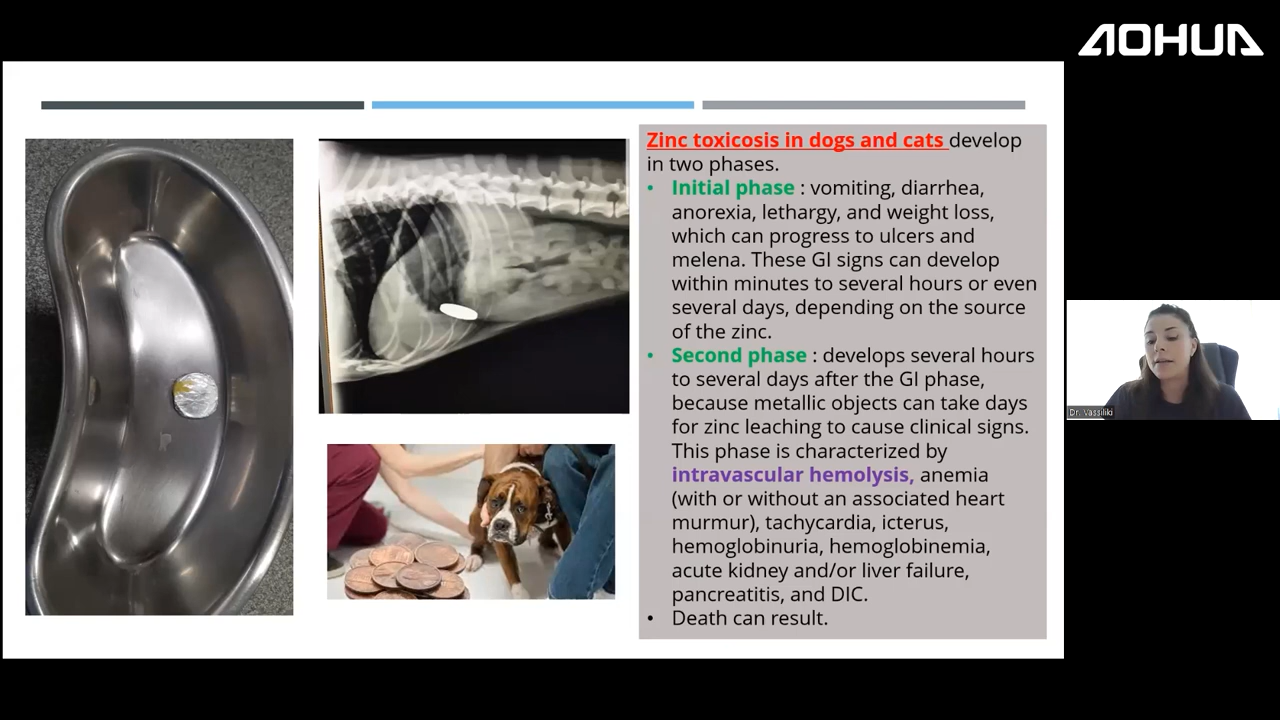 AOHUA
Zinc toxicosis in dogs and cats develop
in two phases.
• Initial phase : vomiting, diarrhea,
anorexia, lethargy, and weight loss,
which can progress to ulcers and
melena. These GI signs can develop
within minutes to several hours or even
several days, depending on the source
of the zinc.
• Second phase : develops several hours
to several days after the GI phase,
because metallic objects can take days
for zinc leaching to cause clinical signs.
This phase is characterized by
intravascular hemolysis, anemia
(with or without an associated heart
murmur), tachycardia, icterus,
hemoglobinuria, hemoglobinemia,
acute kidney and/or liver failure,
pancreatitis, and DIC.
• Death can result.
Dr. Vassiliki